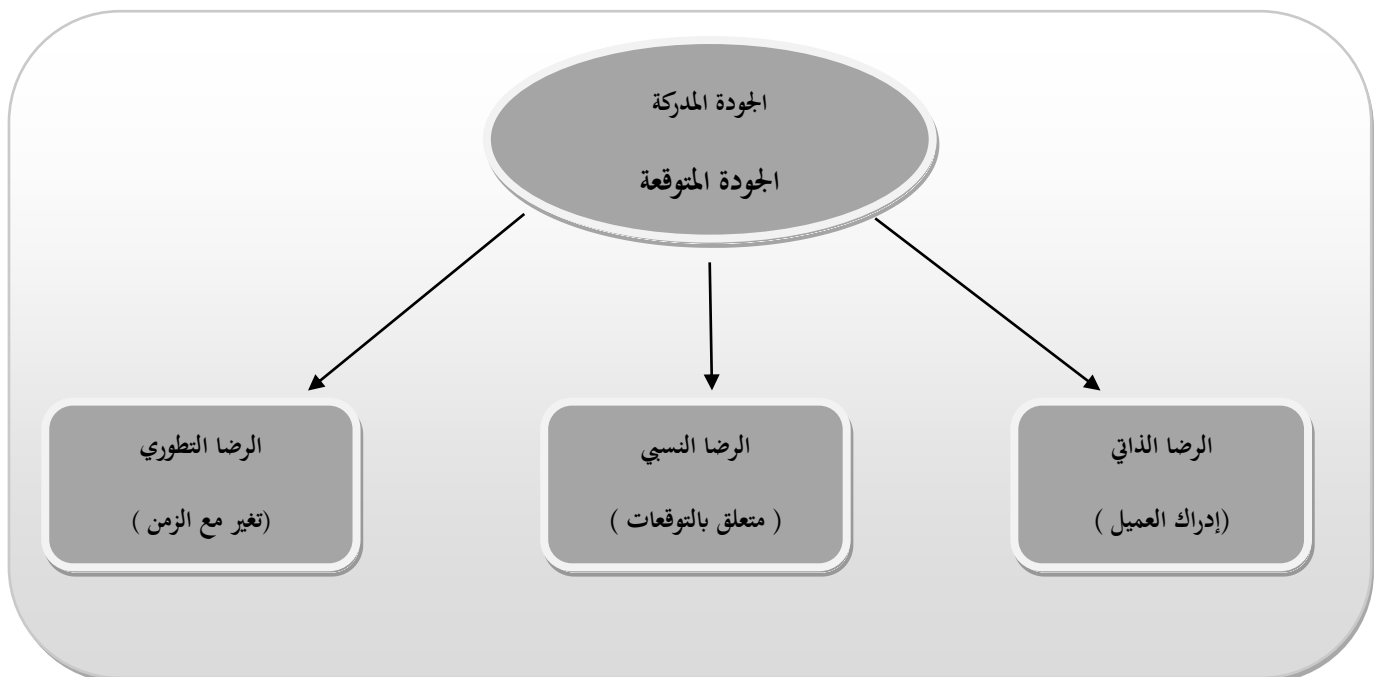 الجودة المدركة
الجودة المتوقعة
الرضا الذاتي
(إدراك العميل )
الرضا النسبي
( متعلق بالتوقعات )
الرضا التطوري
(تغير مع الزمن )